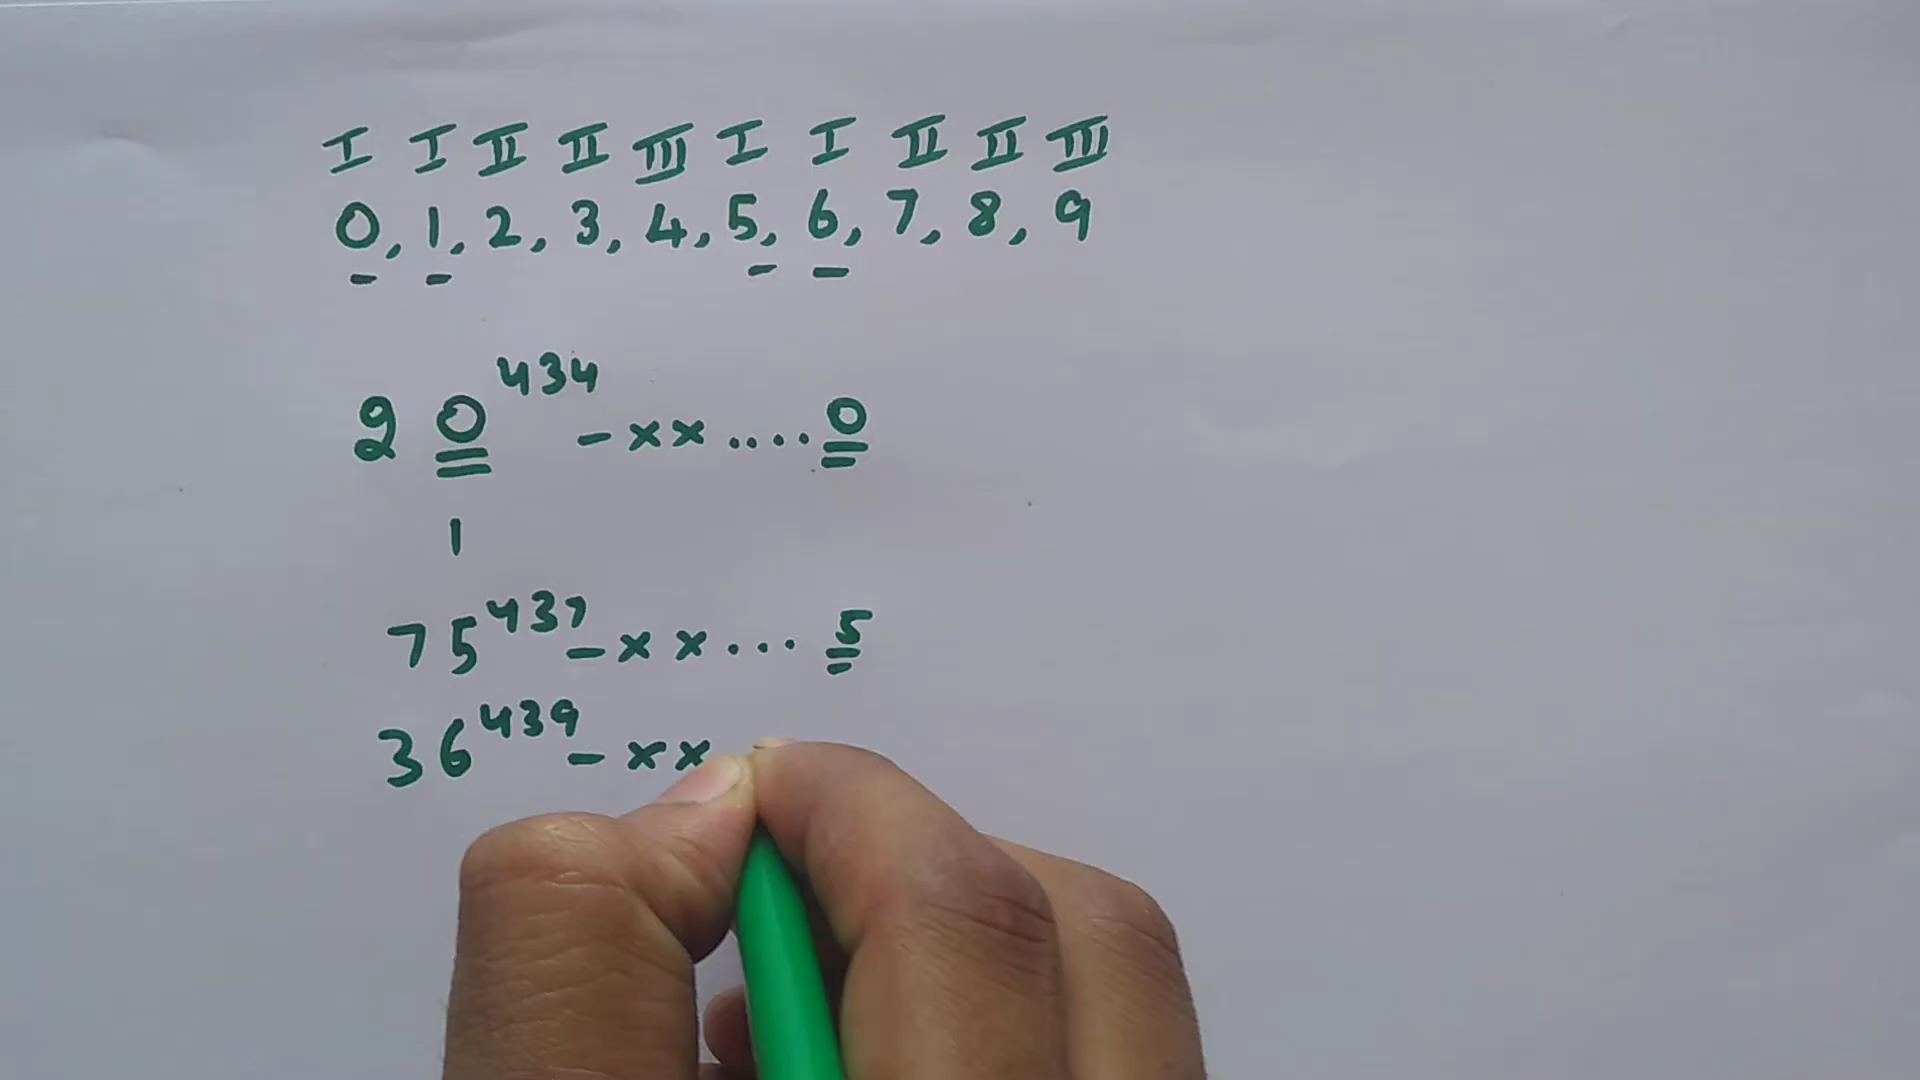 I I II II III I I II II III
0, 1, 2, 3, 4, 5, 6, 7, 8, 9
20^434 - xx ....0
1
75^437 - x x ... 5
36^439 - xx